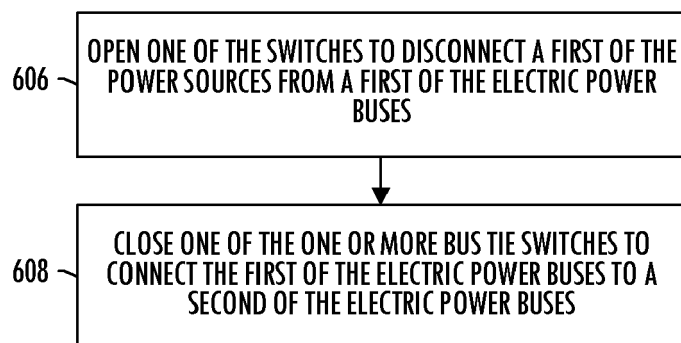 606
OPEN ONE OF THE SWITCHES TO DISCONNECT A FIRST OF THE
POWER SOURCES FROM A FIRST OF THE ELECTRIC POWER
BUSES
608
CLOSE ONE OF THE ONE OR MORE BUS TIE SWITCHES TO
CONNECT THE FIRST OF THE ELECTRIC POWER BUSES TO A
SECOND OF THE ELECTRIC POWER BUSES